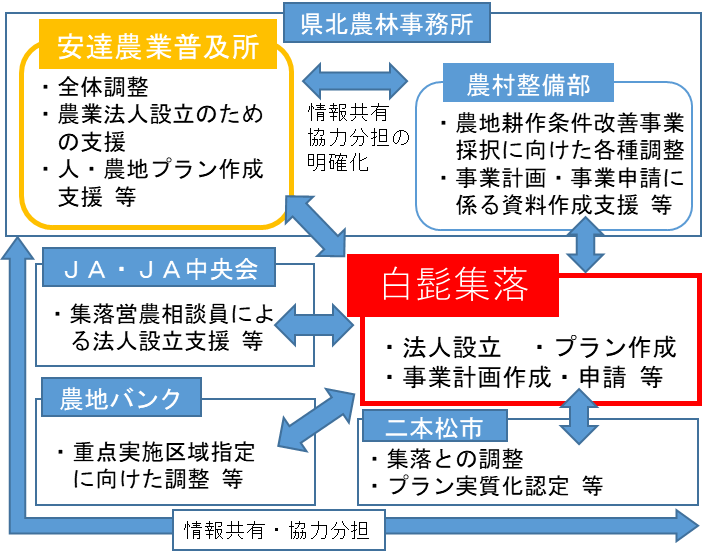 県北農林事務所
安達農業普及所
・全体調整
・農業法人設立のため
の支援
・人・農地プラン作成
支援 等
情報共有
協力分担の
明確化
農村整備部
・農地耕作条件改善事業
採択に向けた各種調整
・事業計画・事業申請に
係る資料作成支援 等
ＪＡ・ＪＡ中央会
・集落営農相談員によ
る法人設立支援 等
白髭集落
・法人設立 ・プラン作成
・事業計画作成・申請 等
農地バンク
・重点実施区域指定
に向けた調整 等
二本松市
・集落との調整
・プラン実質化認定 等
情報共有・協力分担